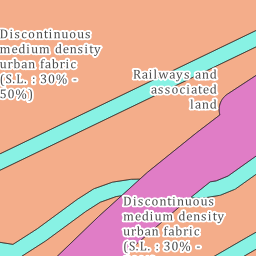 Discontinuous
medium density
urban fabric
(S.L. : 30% -
50%)
Railways and
associated
land
Discontinuous
medium density
urban fabric
(S.L. : 30% -